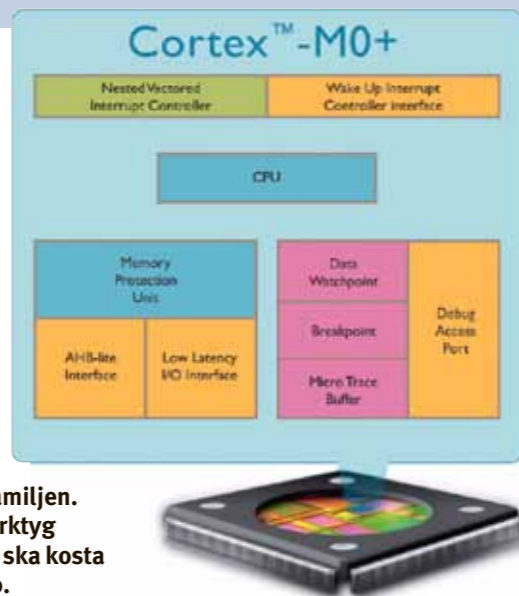 Cortex™-M0+
Nested Vectored
Interrupt Controller
Wake Up Interrupt
Controller interface
CPU
Memory
Protection
Unit
AHB-lite
Interface
Low Latency
I/O Interface
Data
Watchpoint
Breakpoint
Micro Trace
Buffer
Debug
Access
Port
amiljen.
rktyg
ska kosta